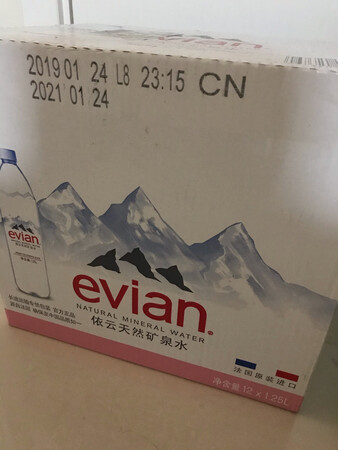 2019 01 24 L8 23:15 CN
2021 01 24
evian
evian.
NATURAL MINERAL WATER
依云天然矿泉水
法国原装进口
净含量 12 x 1.25L